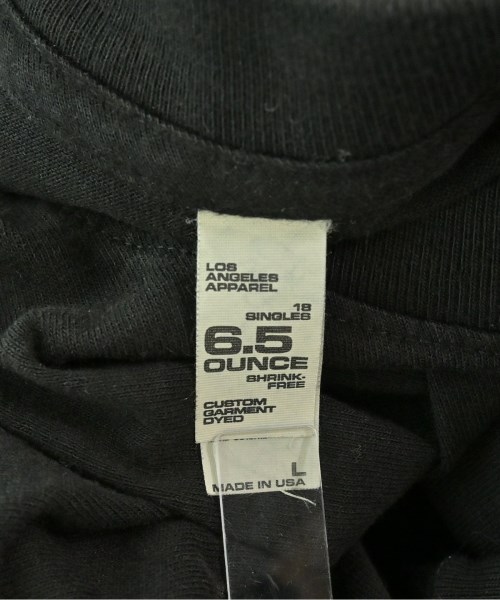 LOS
ANGELES
APPAREL
18
SINGLES
6.5
OUNCE
SHRINK-
FREE
CUSTOM
GARMENT
DYED
L
MADE IN USA